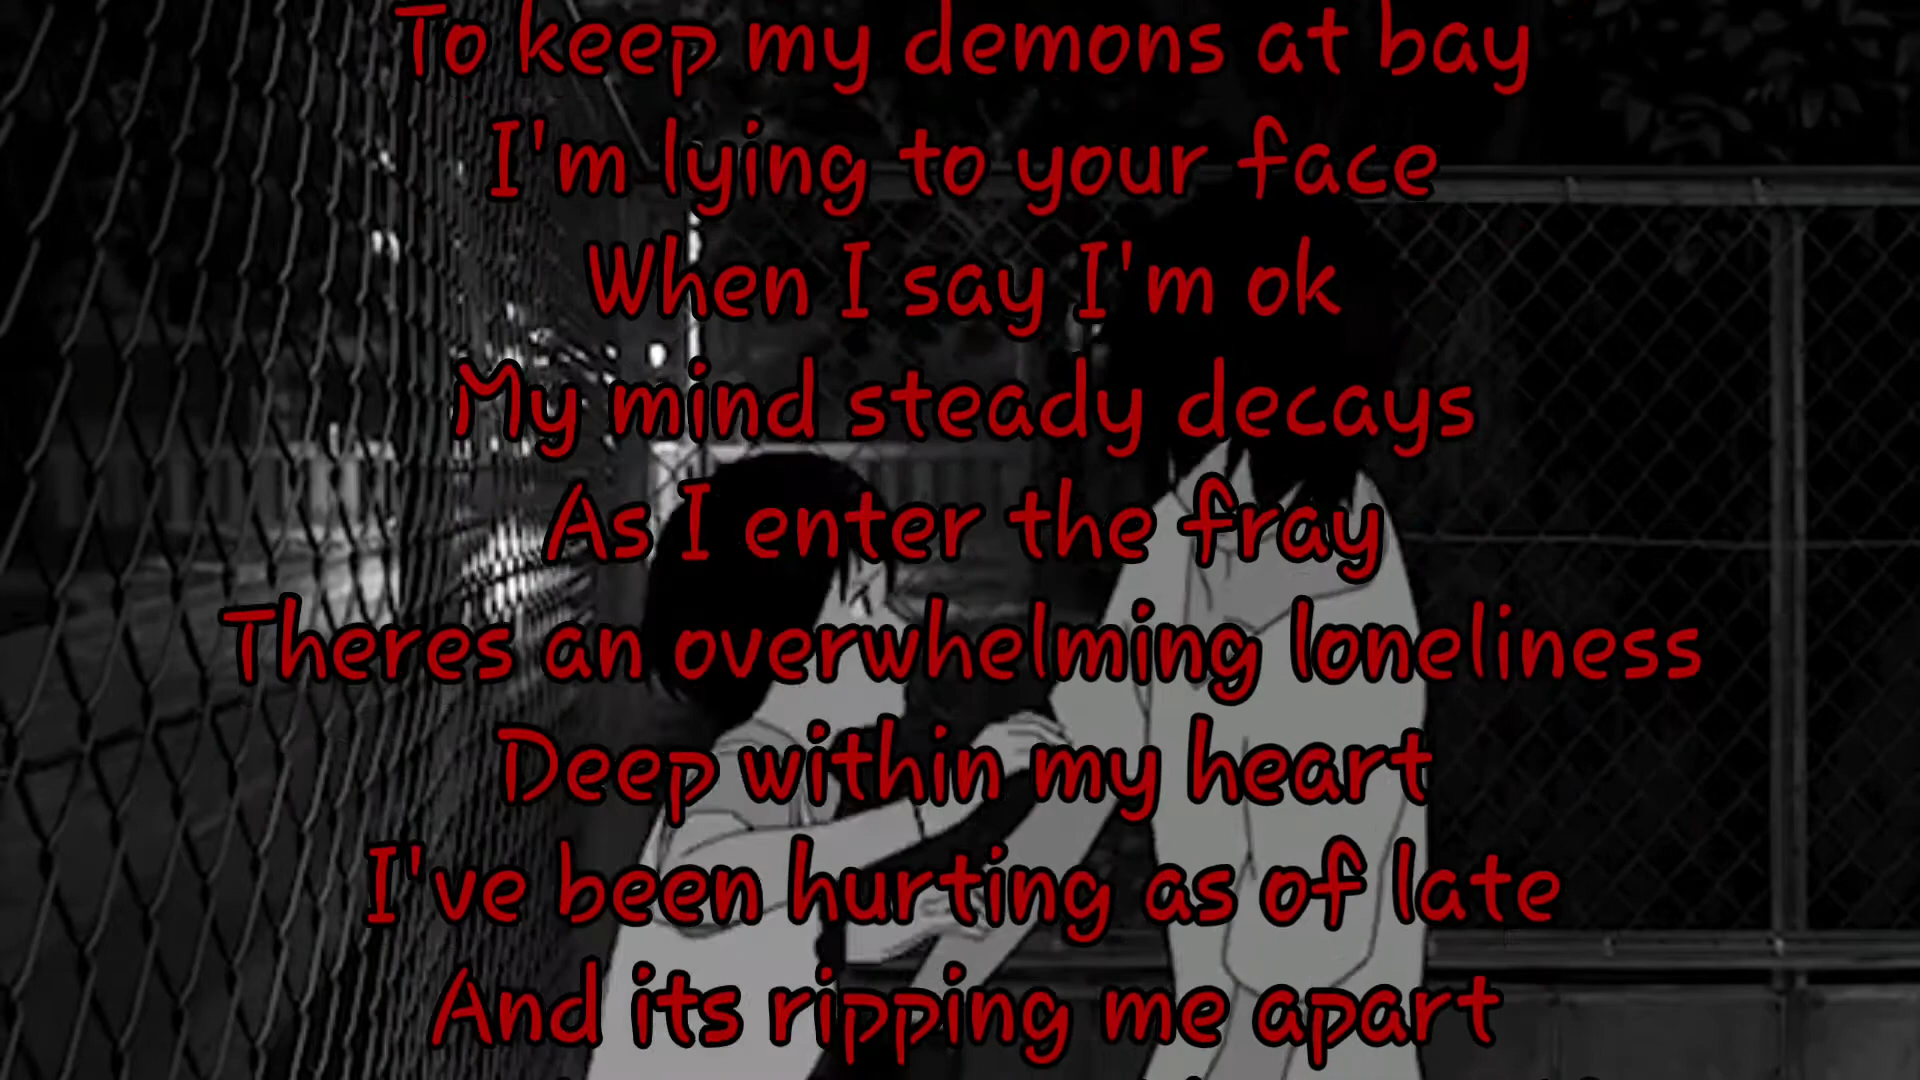 To keep my demons at bay
I'm lying to your face
When I say I'm ok
My mind steady decays
As I enter the fray
Theres an overwhelming loneliness
Deep within my heart
I've been hurting as of late
And its ripping me apart